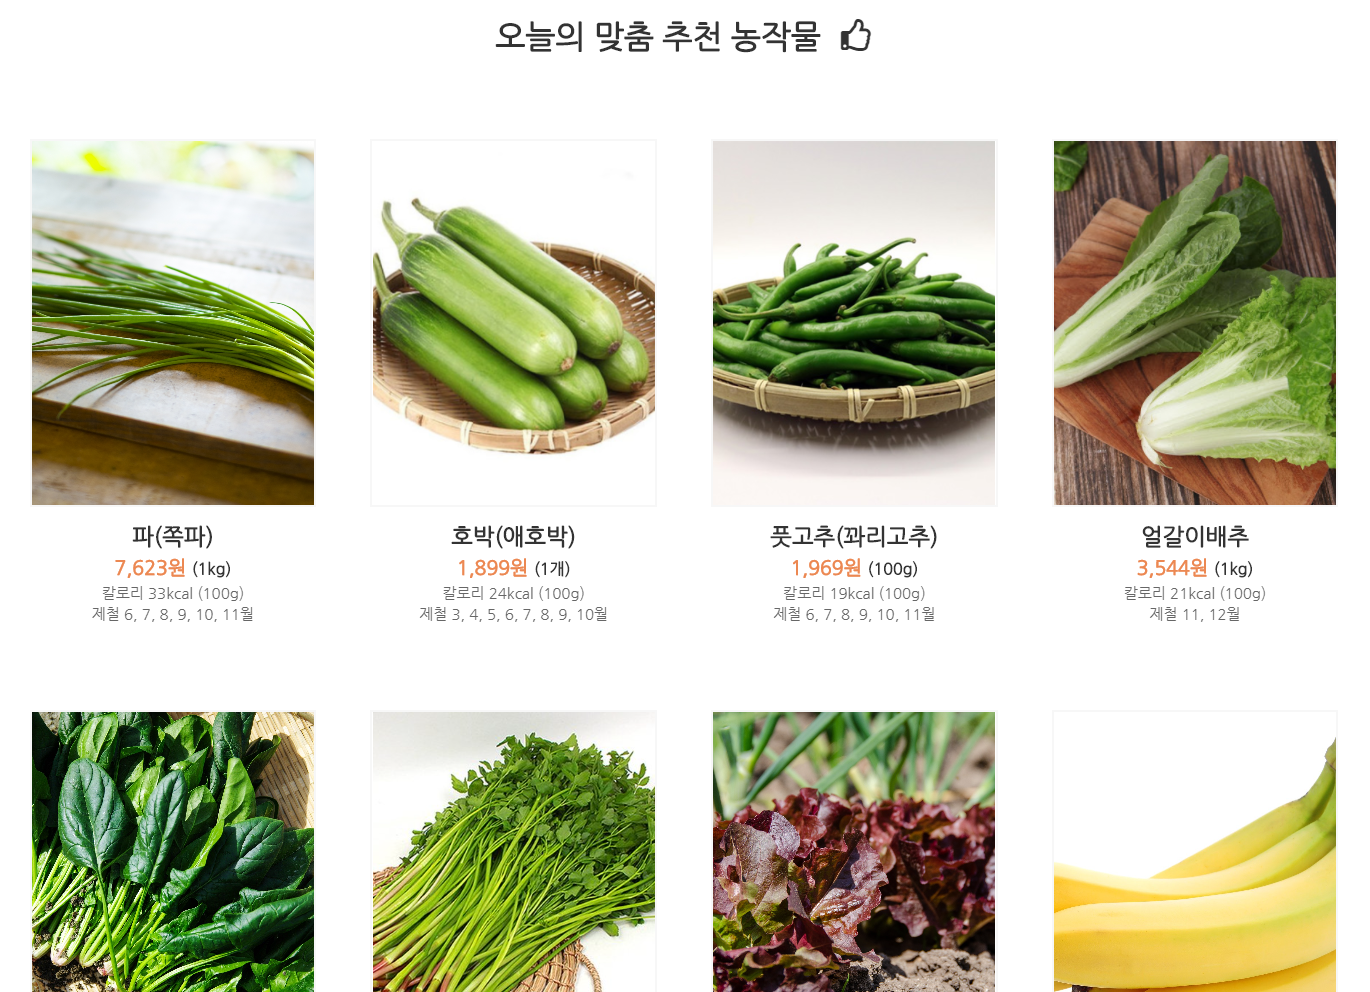 오늘의 맞춤 추천 농작물
파(쪽파)
7,623원 (1kg)
칼로리 33kcal (100g)
제철 6, 7, 8, 9, 10, 11월
호박(애호박)
1,899원 (1개)
칼로리 24kcal (100g)
제철 3, 4, 5, 6, 7, 8, 9, 10월
풋고추(꽈리고추)
1,969원 (100g)
칼로리 19kcal (100g)
제철 6, 7, 8, 9, 10, 11월
얼갈이배추
3,544원 (1kg)
칼로리 21kcal (100g)
제철 11, 12월